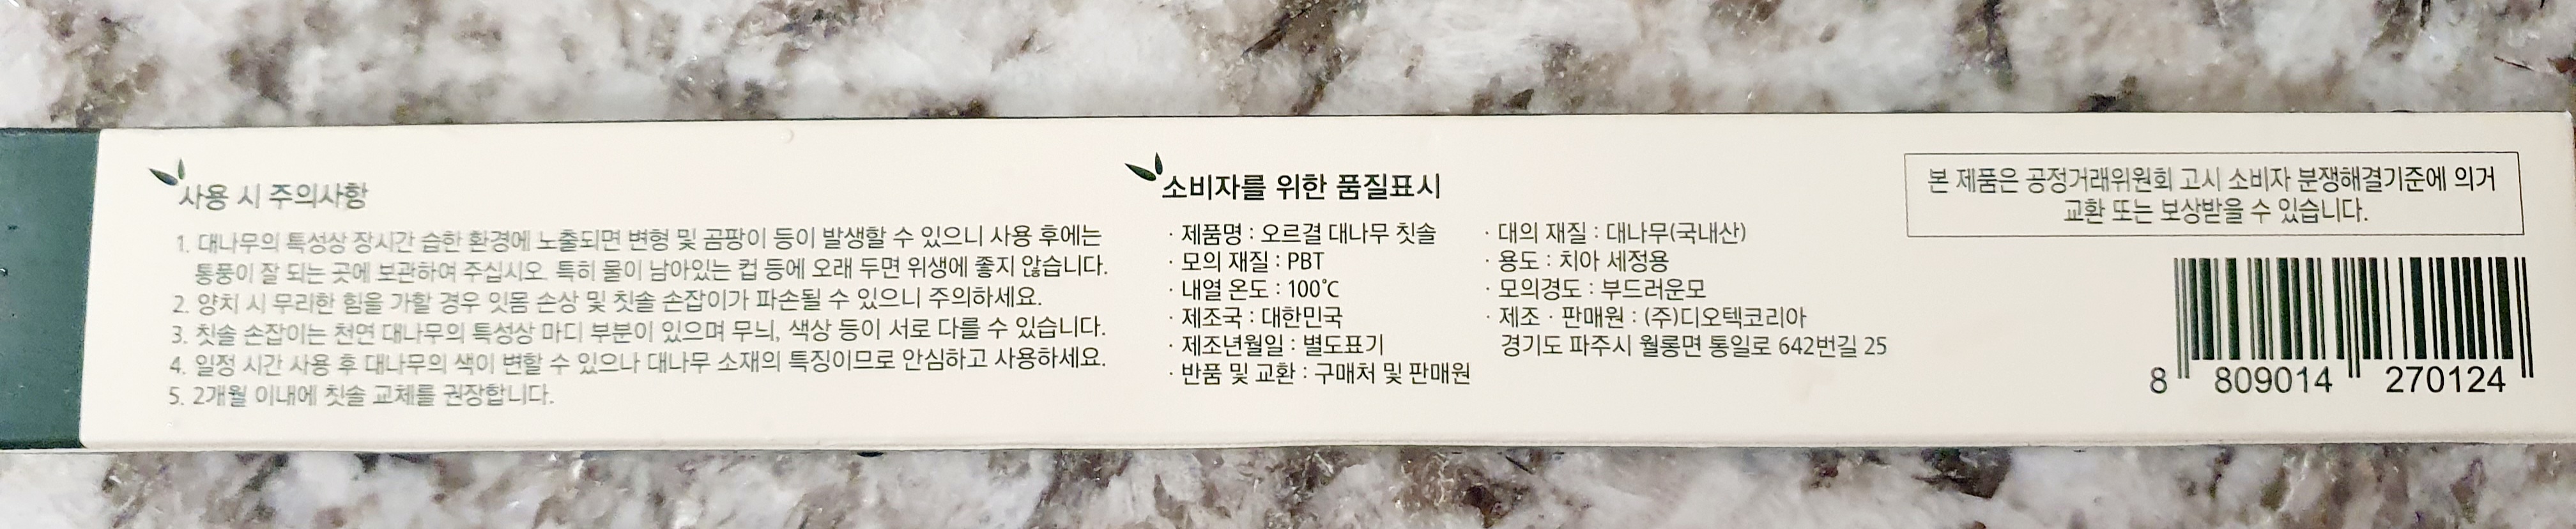 사용 시 주의사항
1. 대나무의 특성상 장시간 습한 환경에 노출되면 변형 및 곰팡이 등이 발생할 수 있으니 사용 후에는
통풍이 잘 되는 곳에 보관하여 주십시오. 특히 물이 남아있는 컵 등에 오래 두면 위생에 좋지 않습니다.
2. 양치 시 무리한 힘을 가할 경우 잇몸 손상 및 칫솔 손잡이가 파손될 수 있으니 주의하세요.
3. 칫솔 손잡이는 천연 대나무의 특성상 마디 부분이 있으며 무늬, 색상 등이 서로 다를 수 있습니다.
4. 일정 시간 사용 후 대나무의 색이 변할 수 있으나 대나무 소재의 특징이므로 안심하고 사용하세요.
5. 2개월 이내에 칫솔 교체를 권장합니다.
소비자를 위한 품질표시
· 제품명 : 오르결 대나무 칫솔
· 모의 재질 : PBT
· 내열 온도 : 100℃
· 제조국 : 대한민국
· 제조년월일 : 별도표기
· 반품 및 교환 : 구매처 및 판매원
· 대의 재질 : 대나무(국내산)
· 용도 : 치아 세정용
· 모의경도 : 부드러운모
· 제조 · 판매원 : (주)디오텍코리아
경기도 파주시 월롱면 통일로 642번길 25
본 제품은 공정거래위원회 고시 소비자 분쟁해결기준에 의거
교환 또는 보상받을 수 있습니다.
8 809014 270124